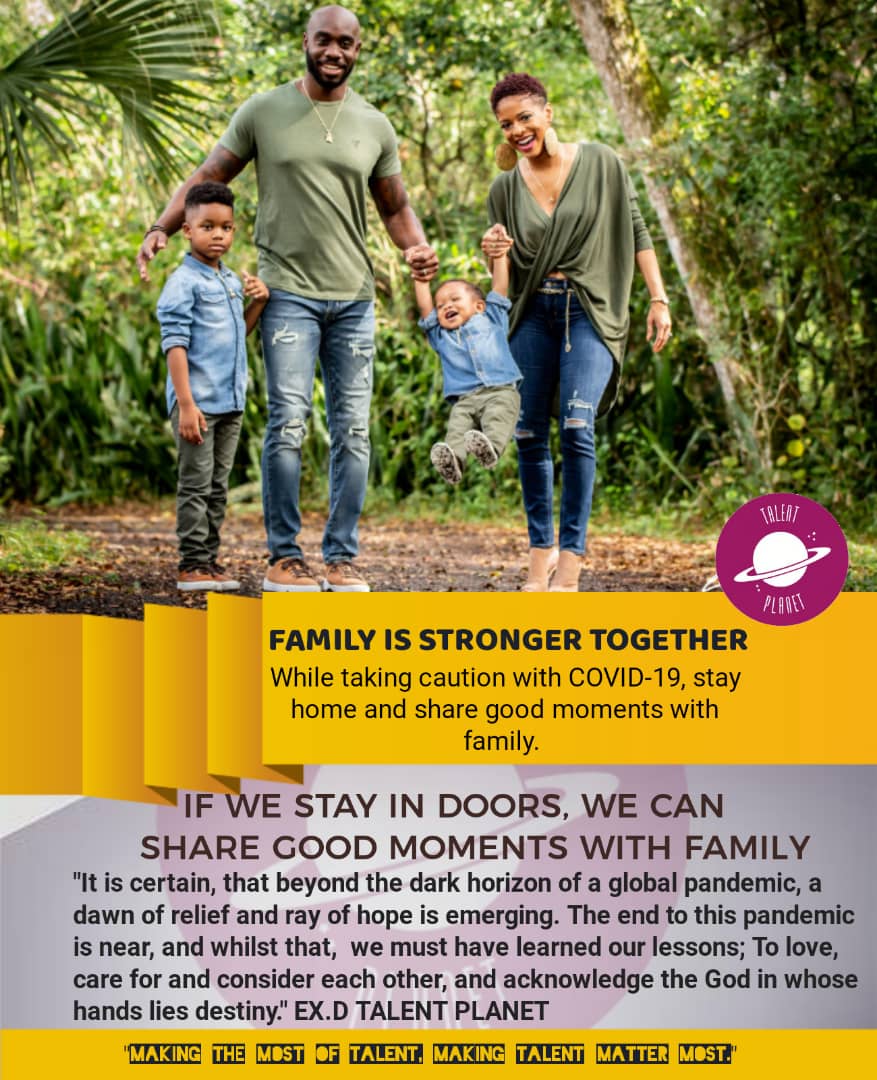 TALENT
PLANET
FAMILY IS STRONGER TOGETHER
While taking caution with COVID-19, stay
home and share good moments with
family.
IF WE STAY IN DOORS, WE CAN
SHARE GOOD MOMENTS WITH FAMILY
"It is certain, that beyond the dark horizon of a global pandemic, a
dawn of relief and ray of hope is emerging. The end to this pandemic
is near, and whilst that,  we must have learned our lessons; To love,
care for and consider each other, and acknowledge the God in whose
hands lies destiny." EX.D TALENT PLANET
PLANET
"MAKING THE MOST OF TALENT, MAKING TALENT MATTER MOST."